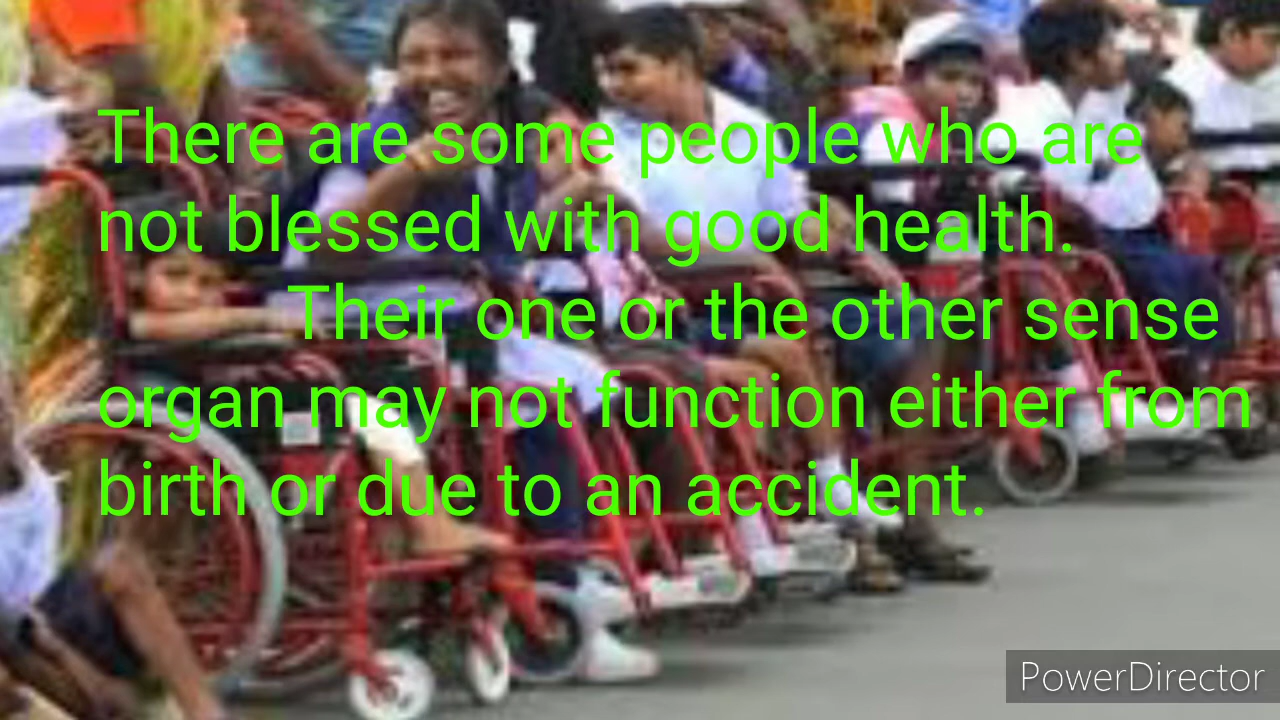 There are some people who are
not blessed with good health.
Their one or the other sense
organ may not function either from
birth or due to an accident.
PowerDirector